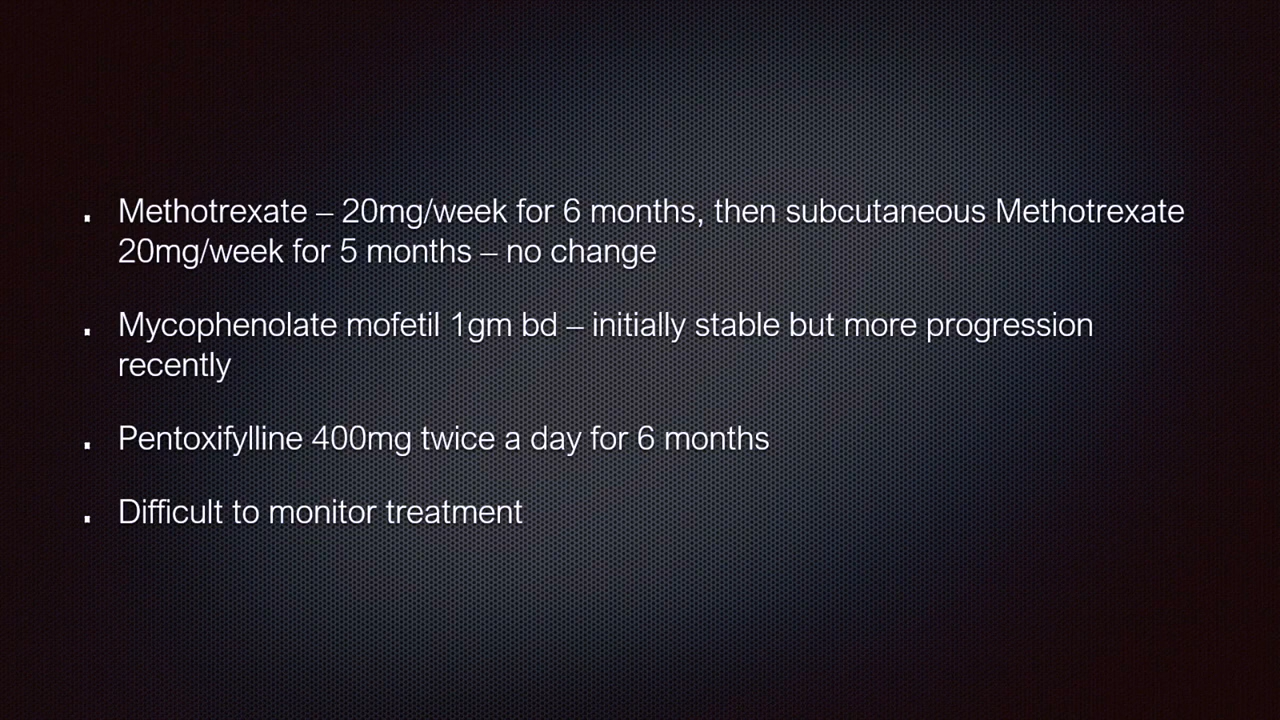 . Methotrexate – 20mg/week for 6 months, then subcutaneous Methotrexate
20mg/week for 5 months – no change
. Mycophenolate mofetil 1gm bd – initially stable but more progression
recently
. Pentoxifylline 400mg twice a day for 6 months
. Difficult to monitor treatment